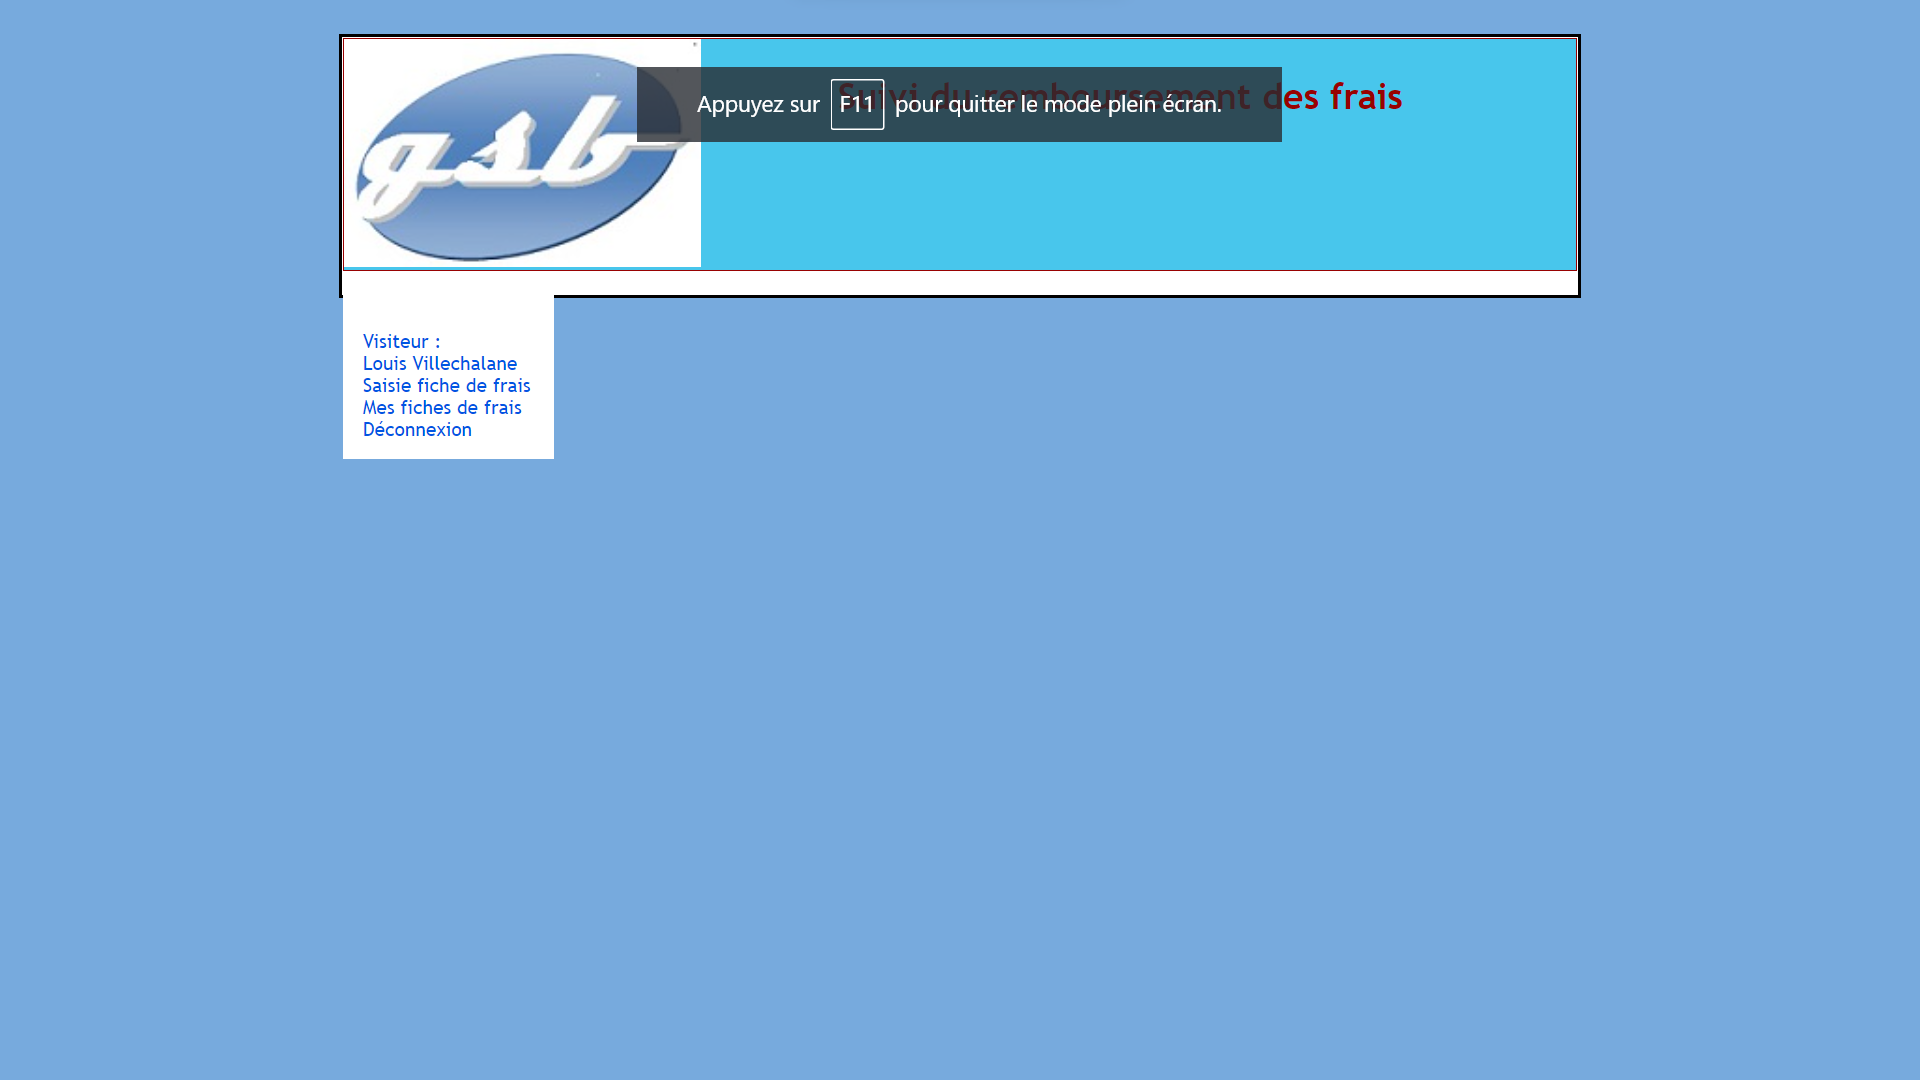 gsb
Suivi du remboursement des frais
Appuyez sur F11 pour quitter le mode plein écran.
Visiteur :
Louis Villechalane
Saisie fiche de frais
Mes fiches de frais
Déconnexion